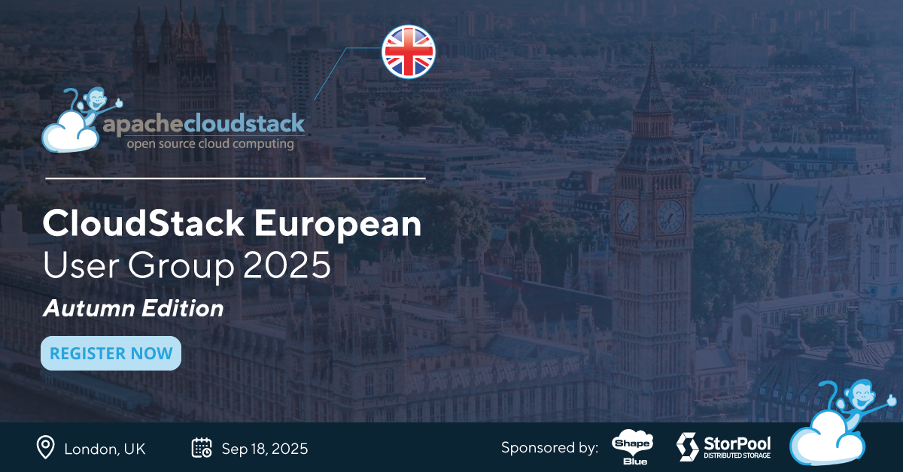 apachecloudstack
open source cloud computing
CloudStack European
User Group 2025
Autumn Edition
REGISTER NOW
London, UK
Sep 18, 2025
Sponsored by:
Shape
Blue
StorPool
DISTRIBUTED STORAGE